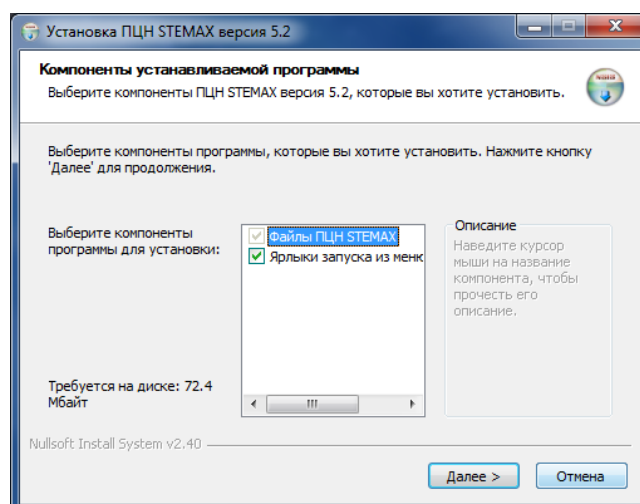 Установка ПЦН STEMAX версия 5.2
Компоненты устанавливаемой программы
Выберите компоненты ПЦН STEMAX версия 5.2, которые вы хотите установить.
Выберите компоненты программы, которые вы хотите установить. Нажмите кнопку
'Далее' для продолжения.
Выберите компоненты
программы для установки:
Файлы ПЦН STEMAX
Ярлыки запуска из меню
Описание
Наведите курсор
мыши на название
компонента, чтобы
прочесть его
описание.
Требуется на диске: 72.4
Мбайт
Nullsoft Install System v2.40
Далее >
Отмена